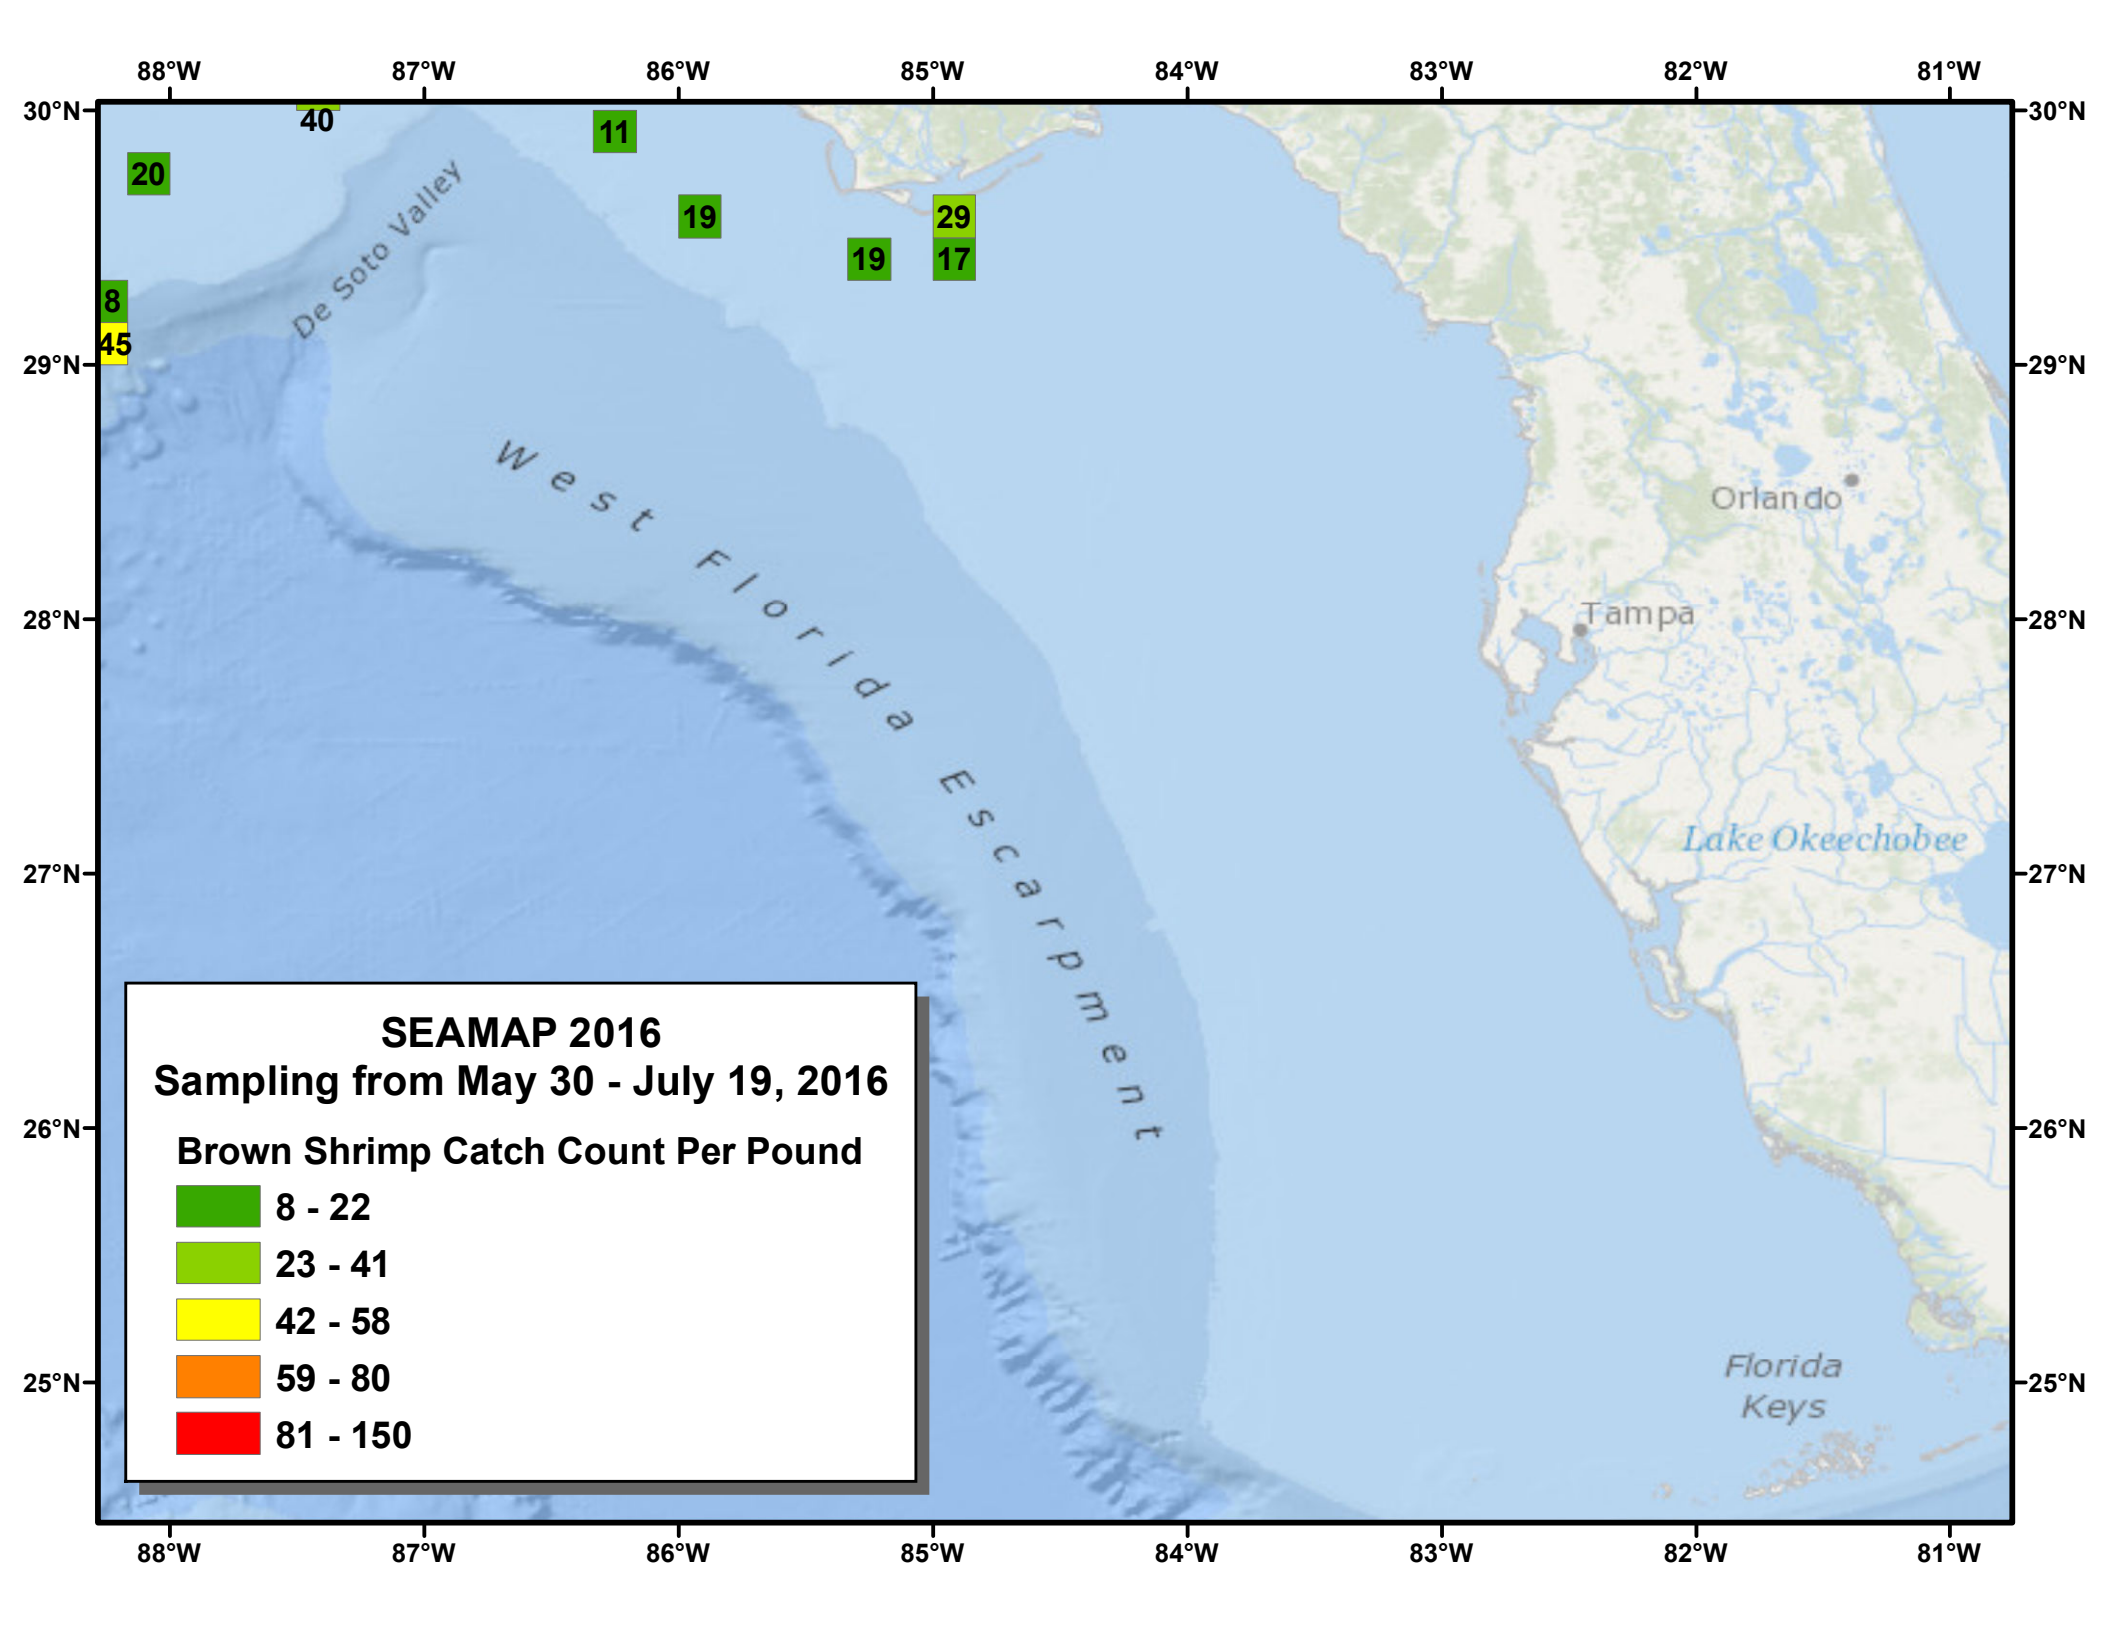 88°W 87°W 86°W 85°W 84°W 83°W 82°W 81°W
30°N 30°N
40
11
20
De Soto Valley
19
29
19
17
8
45
29°N 29°N
West Florida Escarpment
Orlando
Tampa
28°N 28°N
Lake Okeechobee
27°N 27°N
SEAMAP 2016
Sampling from May 30 - July 19, 2016
Brown Shrimp Catch Count Per Pound
8 - 22
23 - 41
42 - 58
59 - 80
81 - 150
26°N 26°N
Florida
Keys
25°N 25°N
88°W 87°W 86°W 85°W 84°W 83°W 82°W 81°W